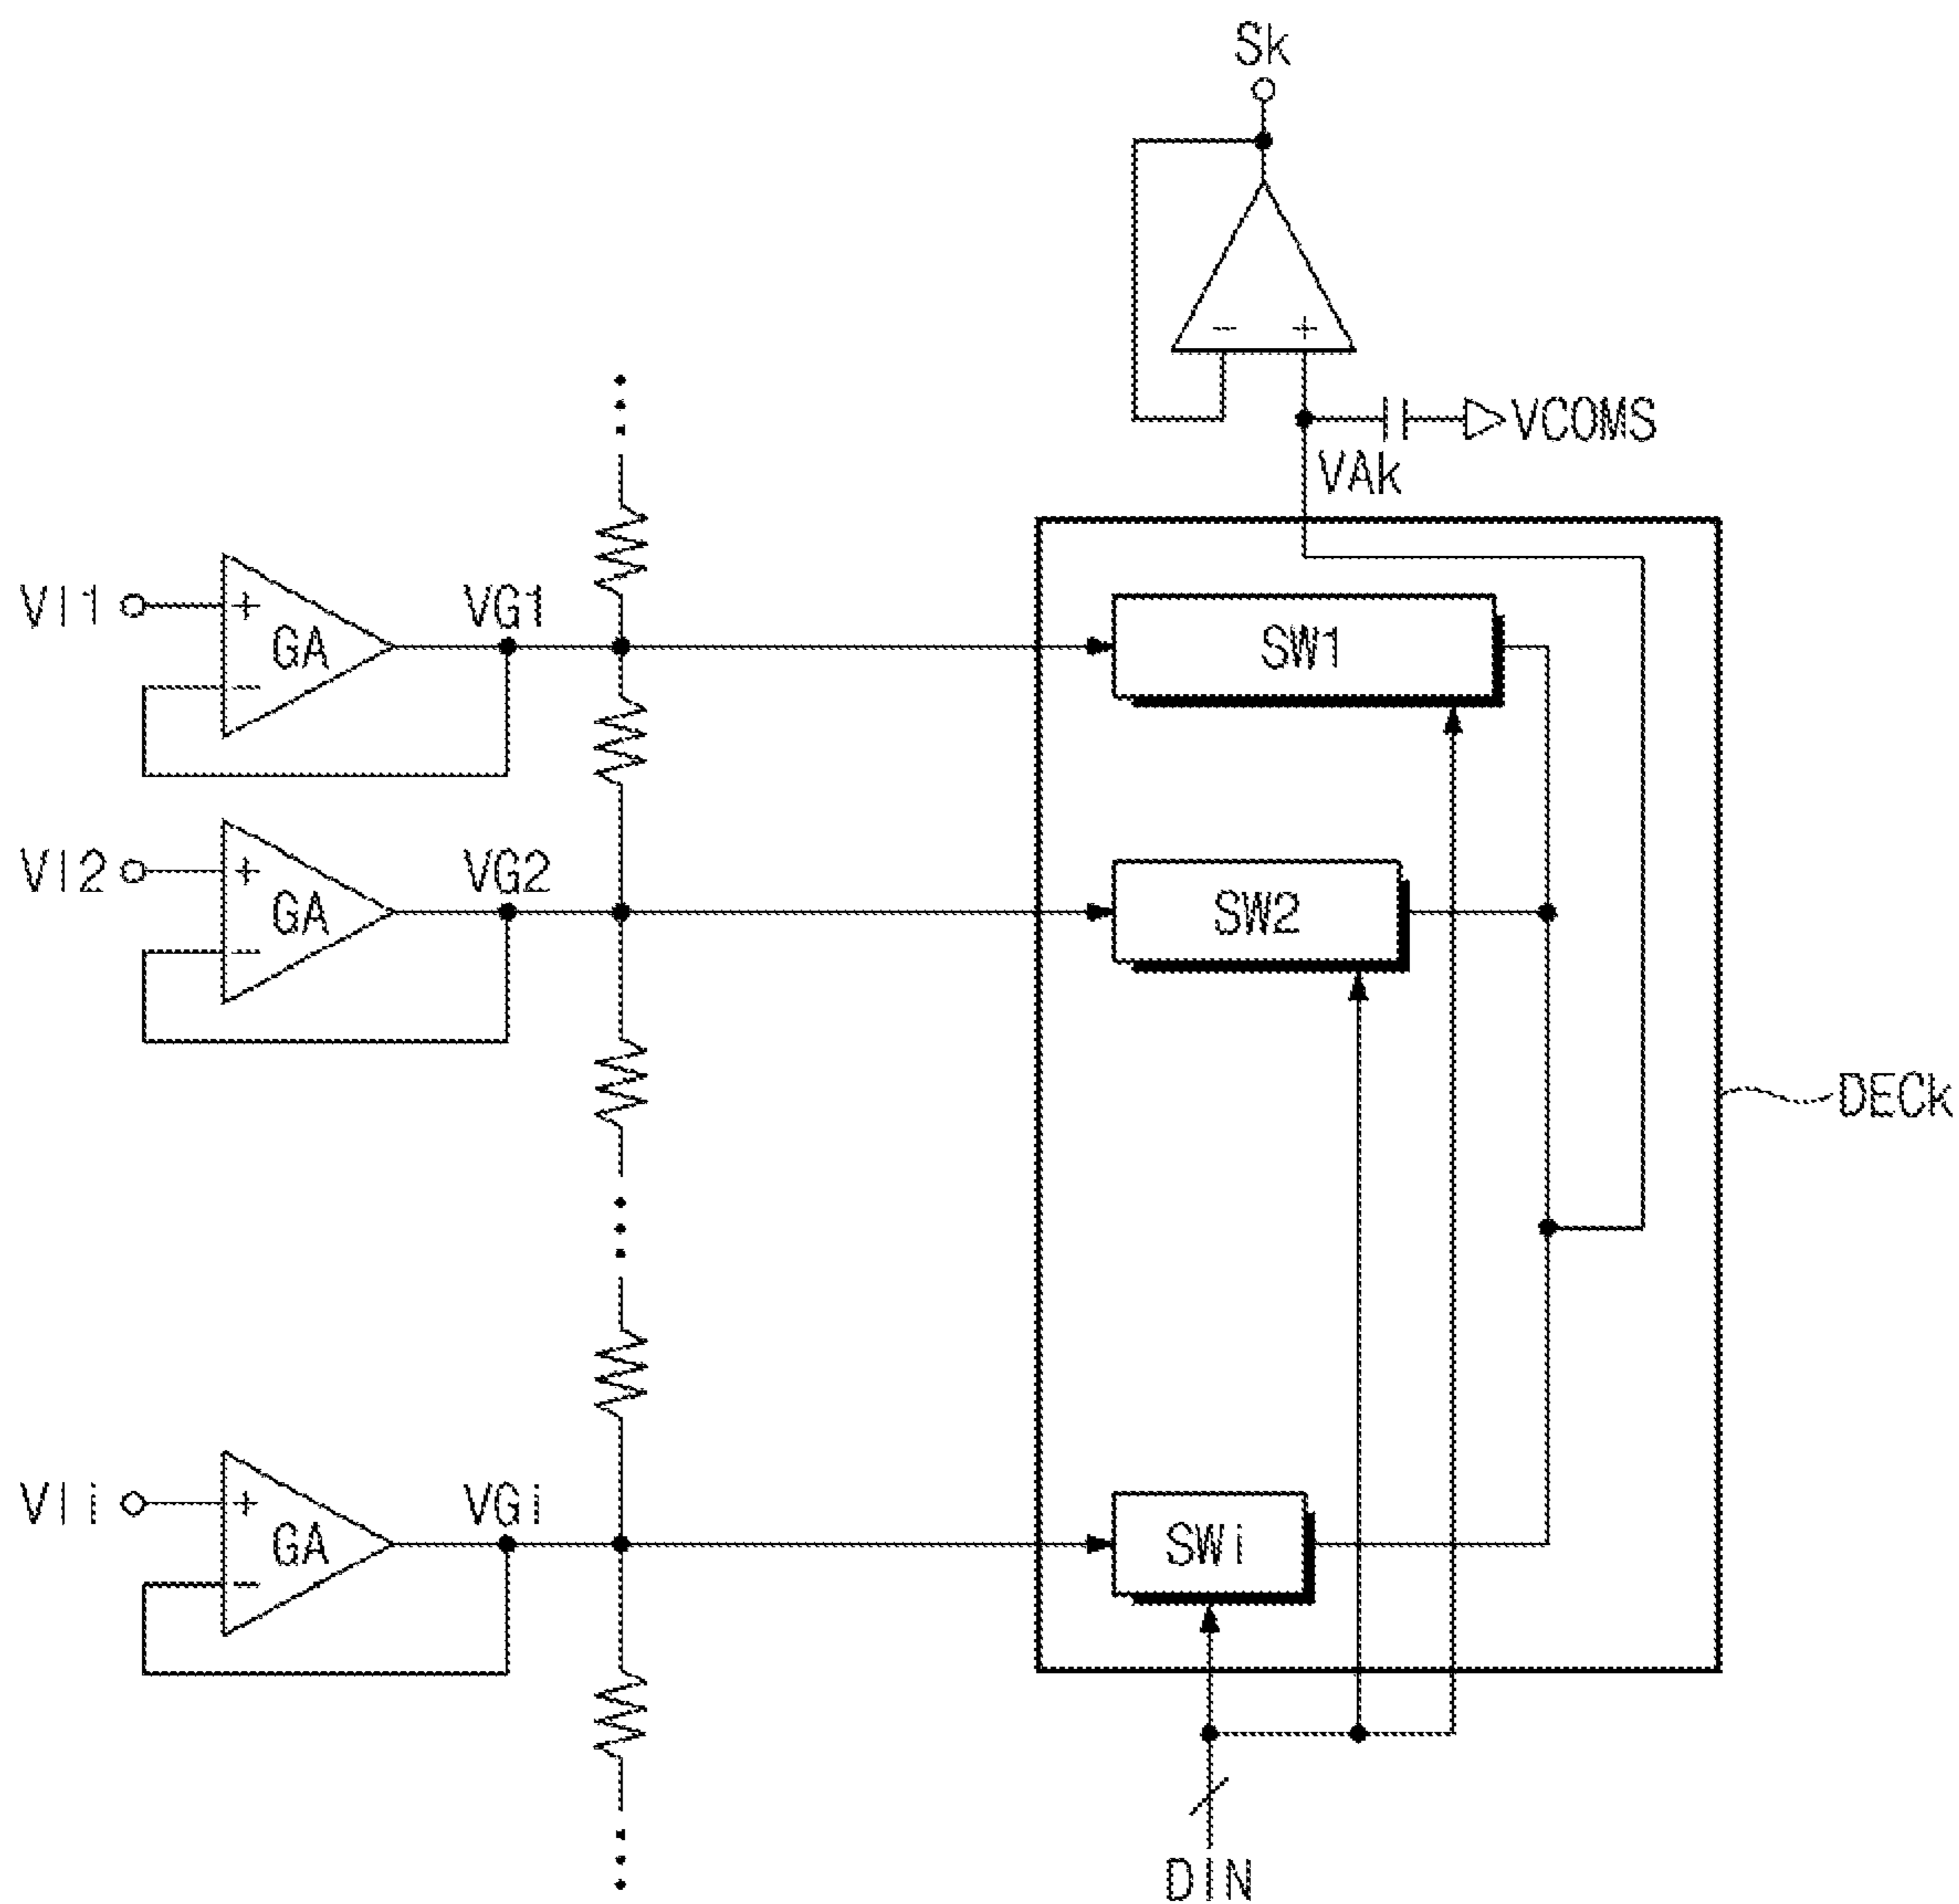 Sk
- +
VCOMS
VAk
VI1 + GA - VG1 SW1
VI2 + GA - VG2 SW2
DECk
VIi + GA - VGi SWi
DIN